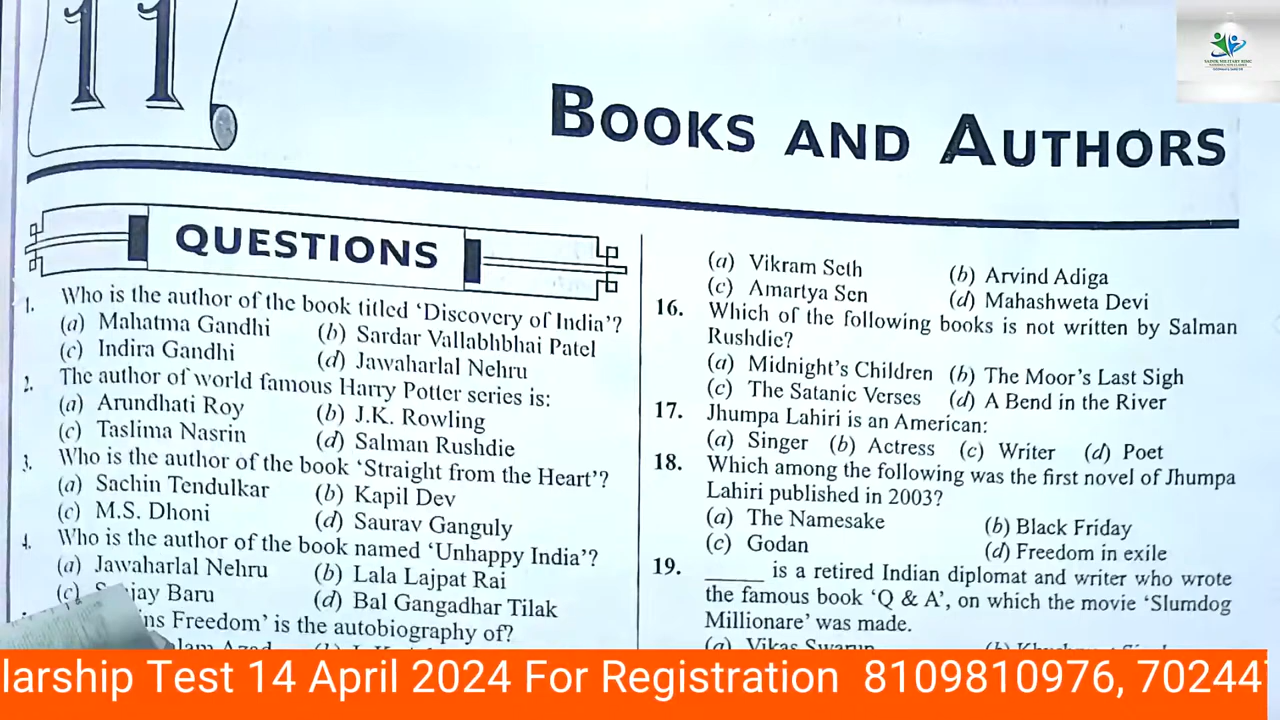 11
BOOKS AND AUTHORS
QUESTIONS
1. Who is the author of the book titled ‘Discovery of India’?
(a) Mahatma Gandhi (b) Sardar Vallabhbhai Patel
(c) Indira Gandhi (d) Jawaharlal Nehru
2. The author of world famous Harry Potter series is:
(a) Arundhati Roy (b) J.K. Rowling
(c) Taslima Nasrin (d) Salman Rushdie
3. Who is the author of the book ‘Straight from the Heart’?
(a) Sachin Tendulkar (b) Kapil Dev
(c) M.S. Dhoni (d) Saurav Ganguly
4. Who is the author of the book named ‘Unhappy India’?
(a) Jawaharlal Nehru (b) Lala Lajpat Rai
(c) Baru (d) Bal Gangadhar Tilak
Freedom’ is the autobiography of?
(a) Vikram Seth (b) Arvind Adiga
(c) Amartya Sen (d) Mahashweta Devi
16. Which of the following books is not written by Salman
Rushdie?
(a) Midnight’s Children (b) The Moor’s Last Sigh
(c) The Satanic Verses (d) A Bend in the River
17. Jhumpa Lahiri is an American:
(a) Singer (b) Actress (c) Writer (d) Poet
18. Which among the following was the first novel of Jhumpa
Lahiri published in 2003?
(a) The Namesake (b) Black Friday
(c) Godan (d) Freedom in exile
19. _____ is a retired Indian diplomat and writer who wrote
the famous book ‘Q & A’, on which the movie ‘Slumdog
Millionare’ was made.
(a) Vikas Swarup
larship Test 14 April 2024 For Registration 8109810976, 70244